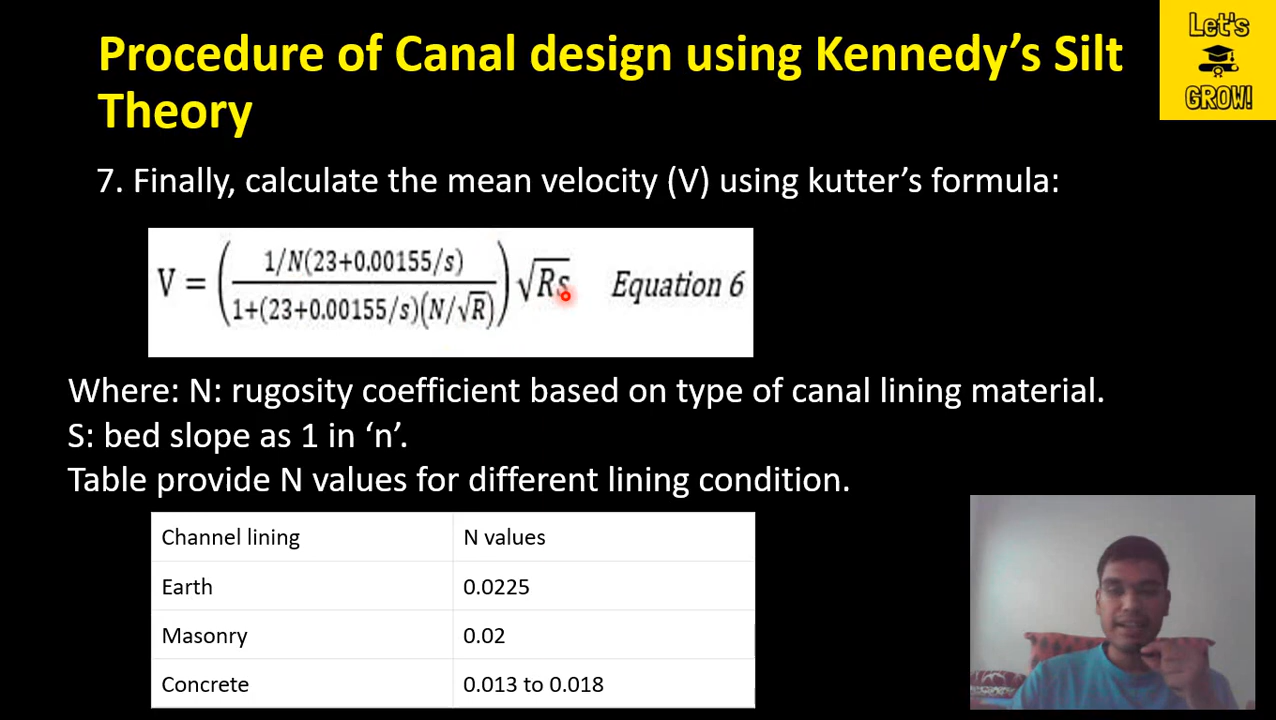 Procedure of Canal design using Kennedy's Silt
Theory
Let's
GROW!
7. Finally, calculate the mean velocity (V) using kutter's formula:
V = ( 1/N(23+0.00155/s) / 1+(23+0.00155/s)(N/√R) ) √Rs Equation 6
Where: N: rugosity coefficient based on type of canal lining material.
S: bed slope as 1 in 'n'.
Table provide N values for different lining condition.
Channel lining N values
Earth 0.0225
Masonry 0.02
Concrete 0.013 to 0.018